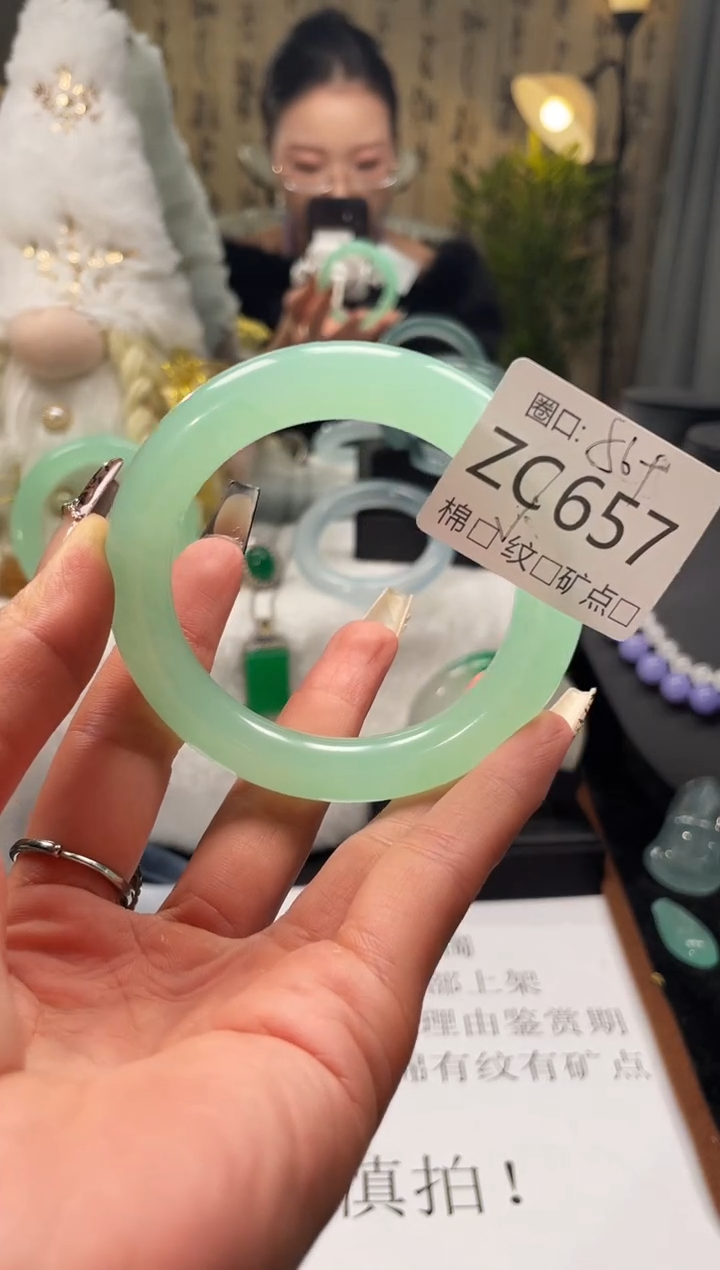 圈口: 56+
ZC657
棉□纹□矿点□
部上架
理由鉴赏期
有纹有矿点
慎拍！